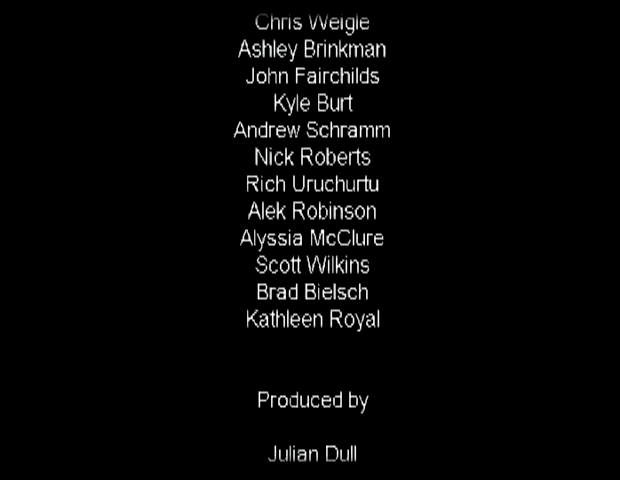 Chris Weigle
Ashley Brinkman
John Fairchilds
Kyle Burt
Andrew Schramm
Nick Roberts
Rich Uruchurtu
Alek Robinson
Alyssia McClure
Scott Wilkins
Brad Bielsch
Kathleen Royal
Produced by
Julian Dull